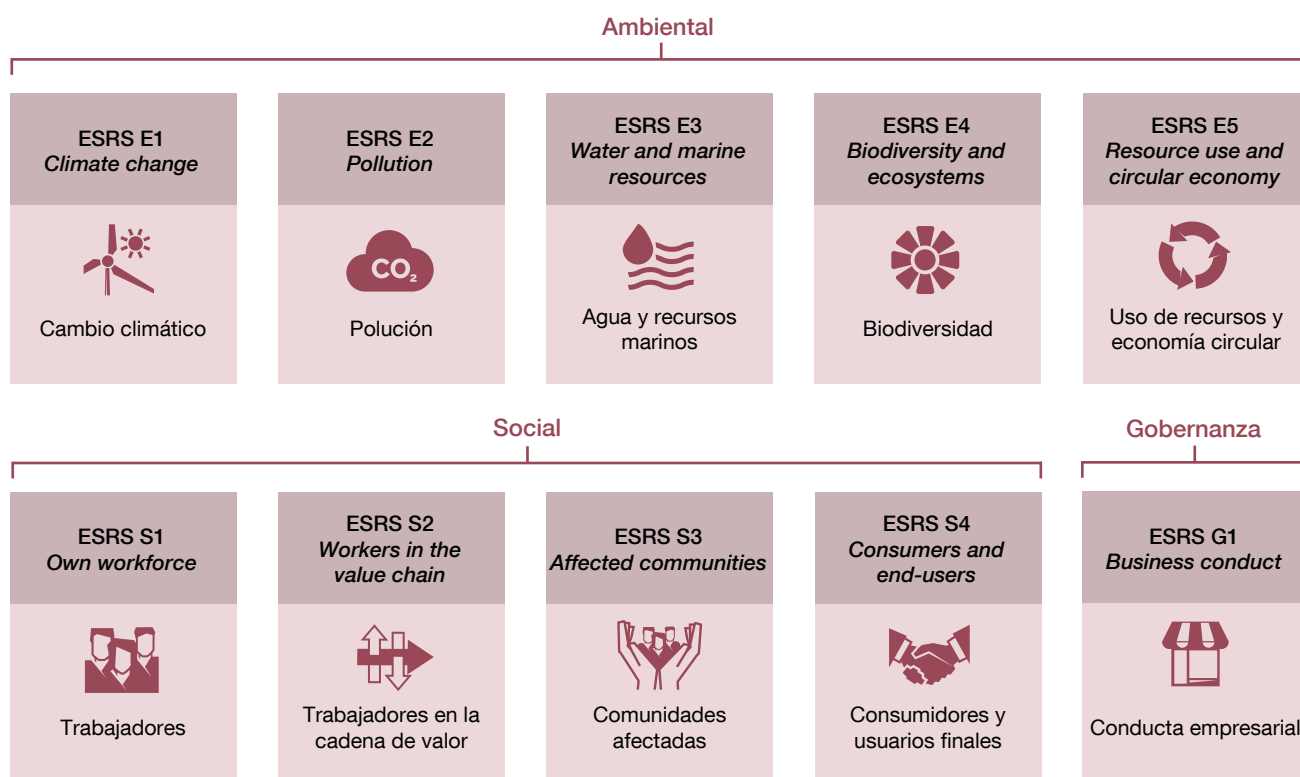 Ambiental
ESRS E1
Climate change
Cambio climático
ESRS E2
Pollution
CO₂
Polución
ESRS E3
Water and marine
resources
Agua y recursos
marinos
ESRS E4
Biodiversity and
ecosystems
Biodiversidad
ESRS E5
Resource use and
circular economy
Uso de recursos y
economía circular
Social
ESRS S1
Own workforce
Trabajadores
ESRS S2
Workers in the
value chain
Trabajadores en la
cadena de valor
ESRS S3
Affected communities
Comunidades
afectadas
ESRS S4
Consumers and
end-users
Consumidores y
usuarios finales
Gobernanza
ESRS G1
Business conduct
Conducta empresarial